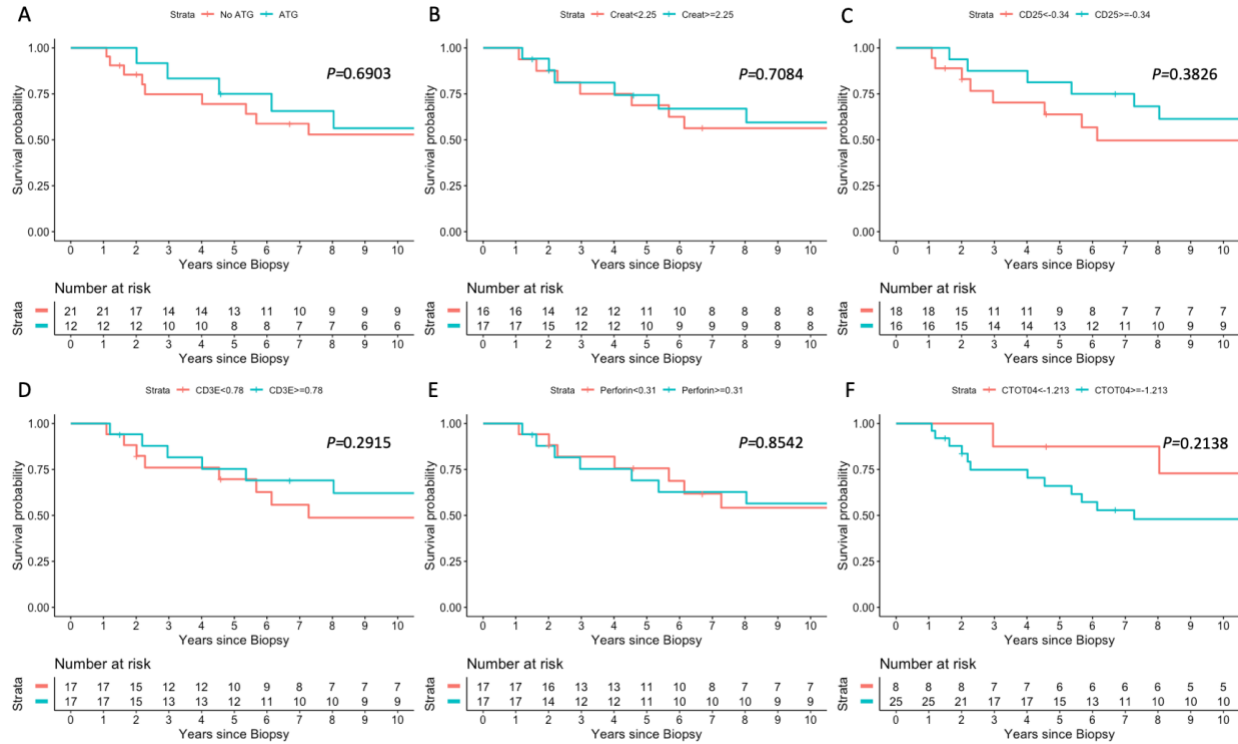 A
Strata No ATG ATG
P=0.6903
Survival probability
1.00
0.75
0.50
0.25
0.00
0 1 2 3 4 5 6 7 8 9 10
Years since Biopsy
Number at risk
Strata
21 21 17 14 14 13 11 10 9 9 9
12 12 12 10 10 8 8 7 7 6 6
0 1 2 3 4 5 6 7 8 9 10
Years since Biopsy
B
Strata Creat<2.25 Creat>=2.25
P=0.7084
Survival probability
1.00
0.75
0.50
0.25
0.00
0 1 2 3 4 5 6 7 8 9 10
Years since Biopsy
Number at risk
Strata
16 16 14 12 12 11 10 8 8 8 8
17 17 15 12 12 10 9 9 9 8 8
0 1 2 3 4 5 6 7 8 9 10
Years since Biopsy
C
Strata CD25<-0.34 CD25>=-0.34
P=0.3826
Survival probability
1.00
0.75
0.50
0.25
0.00
0 1 2 3 4 5 6 7 8 9 10
Years since Biopsy
Number at risk
Strata
18 18 15 11 11 9 8 7 7 7 7
16 16 15 14 14 13 12 11 10 9 9
0 1 2 3 4 5 6 7 8 9 10
Years since Biopsy
D
Strata CD3E<0.78 CD3E>=0.78
P=0.2915
Survival probability
1.00
0.75
0.50
0.25
0.00
0 1 2 3 4 5 6 7 8 9 10
Years since Biopsy
Number at risk
Strata
17 17 15 12 12 10 9 8 7 7 7
17 17 15 13 13 12 11 10 10 9 9
0 1 2 3 4 5 6 7 8 9 10
Years since Biopsy
E
Strata Perforin<0.31 Perforin>=0.31
P=0.8542
Survival probability
1.00
0.75
0.50
0.25
0.00
0 1 2 3 4 5 6 7 8 9 10
Years since Biopsy
Number at risk
Strata
17 17 16 13 13 11 10 8 7 7 7
17 17 14 12 12 11 10 10 10 9 9
0 1 2 3 4 5 6 7 8 9 10
Years since Biopsy
F
Strata CTOT04<-1.213 CTOT04>=-1.213
P=0.2138
Survival probability
1.00
0.75
0.50
0.25
0.00
0 1 2 3 4 5 6 7 8 9 10
Years since Biopsy
Number at risk
Strata
8 8 8 7 7 6 6 6 6 5 5
25 25 21 17 17 15 13 11 10 10 10
0 1 2 3 4 5 6 7 8 9 10
Years since Biopsy